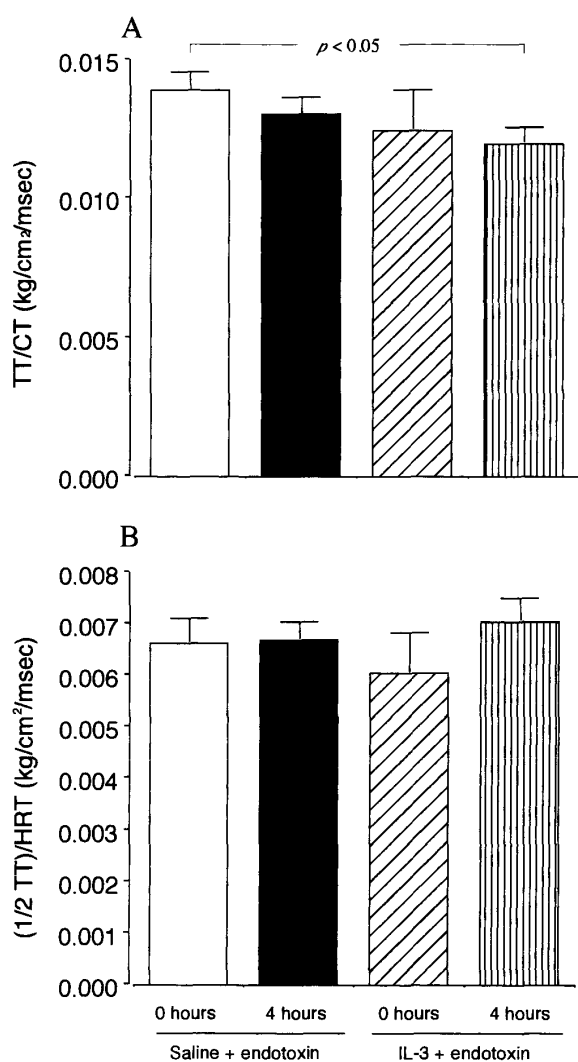 A
p < 0.05
0.015
0.010
0.005
0.000
TT/CT (kg/cm2/msec)
B
0.008
0.007
0.006
0.005
0.004
0.003
0.002
0.001
0.000
(1/2 TT)/HRT (kg/cm²/msec)
0 hours 4 hours 0 hours 4 hours
Saline + endotoxin IL-3 + endotoxin